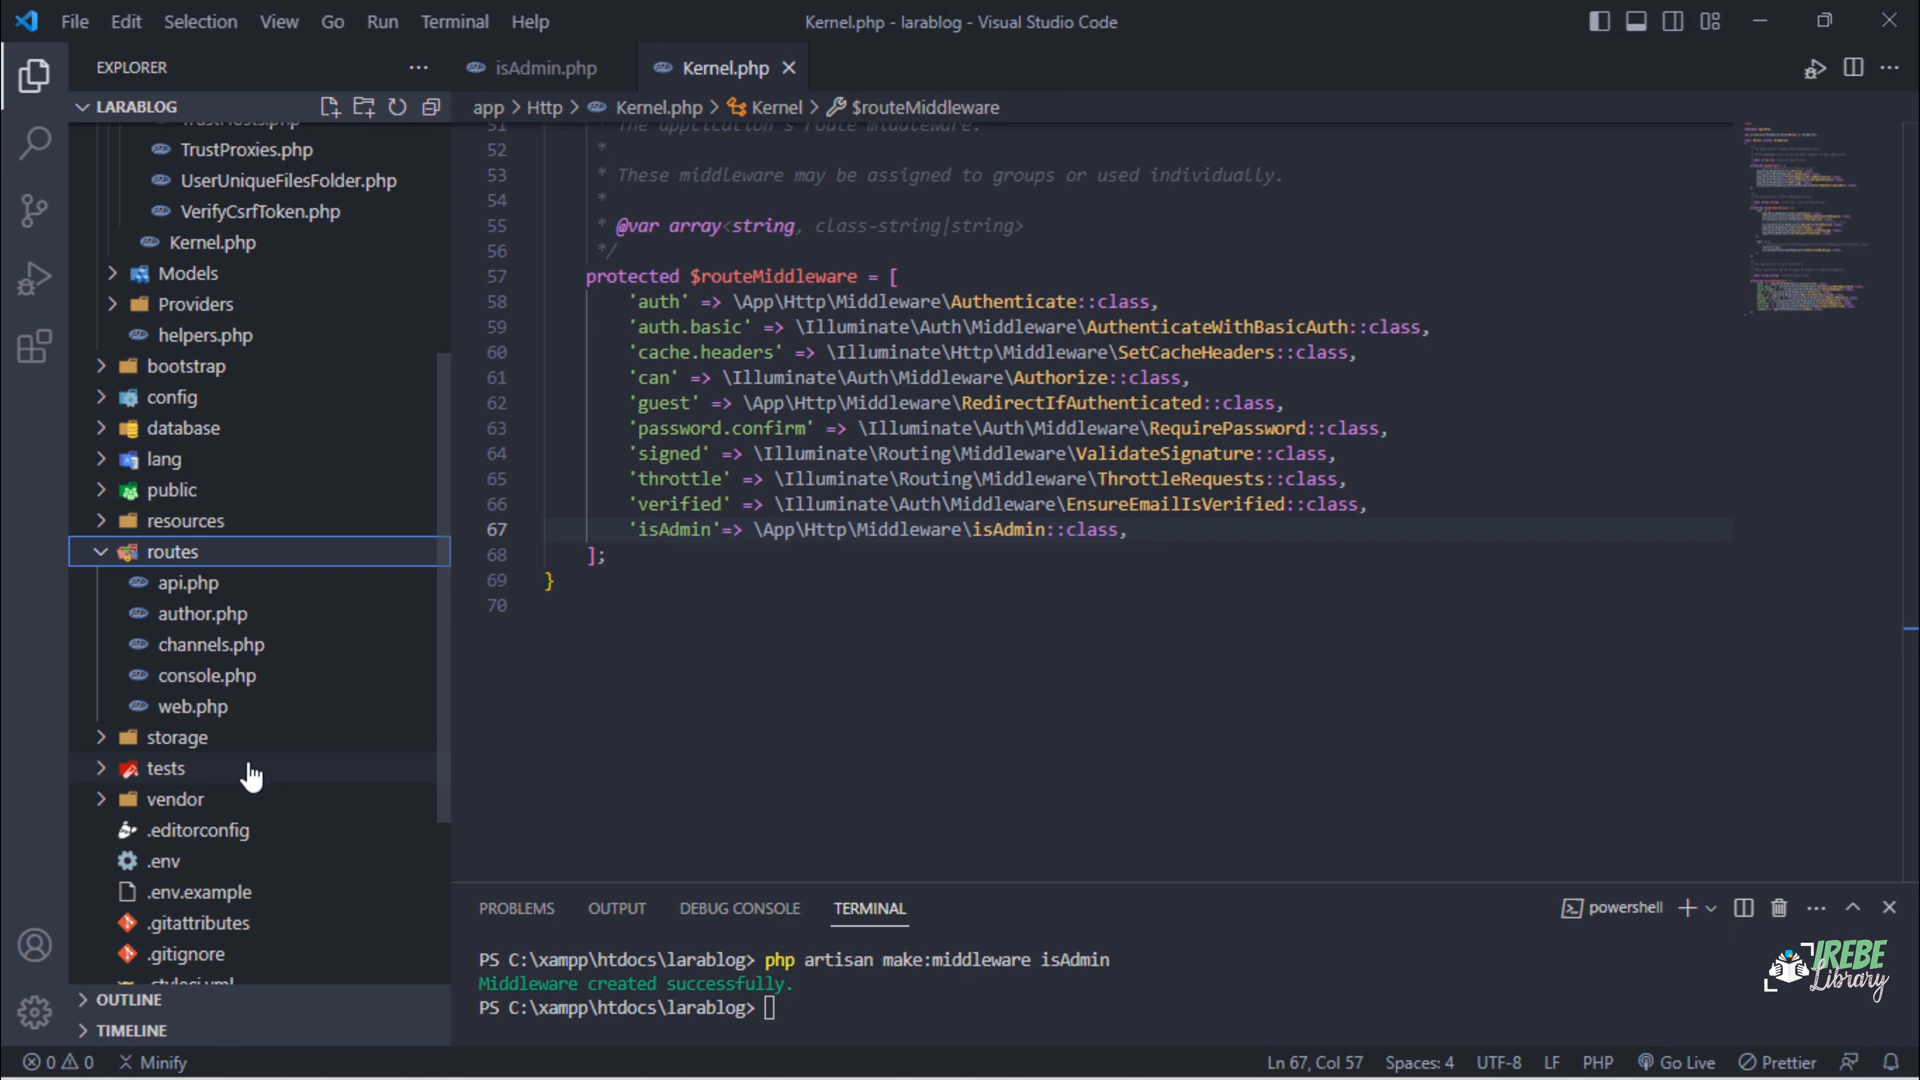 File Edit Selection View Go Run Terminal Help
Kernel.php - larablog - Visual Studio Code
EXPLORER
isAdmin.php
Kernel.php
LARABLOG
app > Http > Kernel.php > Kernel > $routeMiddleware
TrustHosts.php
TrustProxies.php
UserUniqueFilesFolder.php
VerifyCsrfToken.php
Kernel.php
Models
Providers
helpers.php
bootstrap
config
database
lang
public
resources
routes
api.php
author.php
channels.php
console.php
web.php
storage
tests
vendor
.editorconfig
.env
.env.example
.gitattributes
.gitignore
.styleci.yml
OUTLINE
TIMELINE
51 * The application's route middleware.
52 *
53 * These middleware may be assigned to groups or used individually.
54 *
55 * @var array<string, class-string|string>
56 */
57 protected $routeMiddleware = [
58 'auth' => \App\Http\Middleware\Authenticate::class,
59 'auth.basic' => \Illuminate\Auth\Middleware\AuthenticateWithBasicAuth::class,
60 'cache.headers' => \Illuminate\Http\Middleware\SetCacheHeaders::class,
61 'can' => \Illuminate\Auth\Middleware\Authorize::class,
62 'guest' => \App\Http\Middleware\RedirectIfAuthenticated::class,
63 'password.confirm' => \Illuminate\Auth\Middleware\RequirePassword::class,
64 'signed' => \Illuminate\Routing\Middleware\ValidateSignature::class,
65 'throttle' => \Illuminate\Routing\Middleware\ThrottleRequests::class,
66 'verified' => \Illuminate\Auth\Middleware\EnsureEmailIsVerified::class,
67 'isAdmin'=> \App\Http\Middleware\isAdmin::class,
68 ];
69 }
70
PROBLEMS OUTPUT DEBUG CONSOLE TERMINAL
powershell
PS C:\xampp\htdocs\larablog> php artisan make:middleware isAdmin
Middleware created successfully.
PS C:\xampp\htdocs\larablog>
IREBE
Library
0 0 Minify
Ln 67, Col 57 Spaces: 4 UTF-8 LF PHP Go Live Prettier